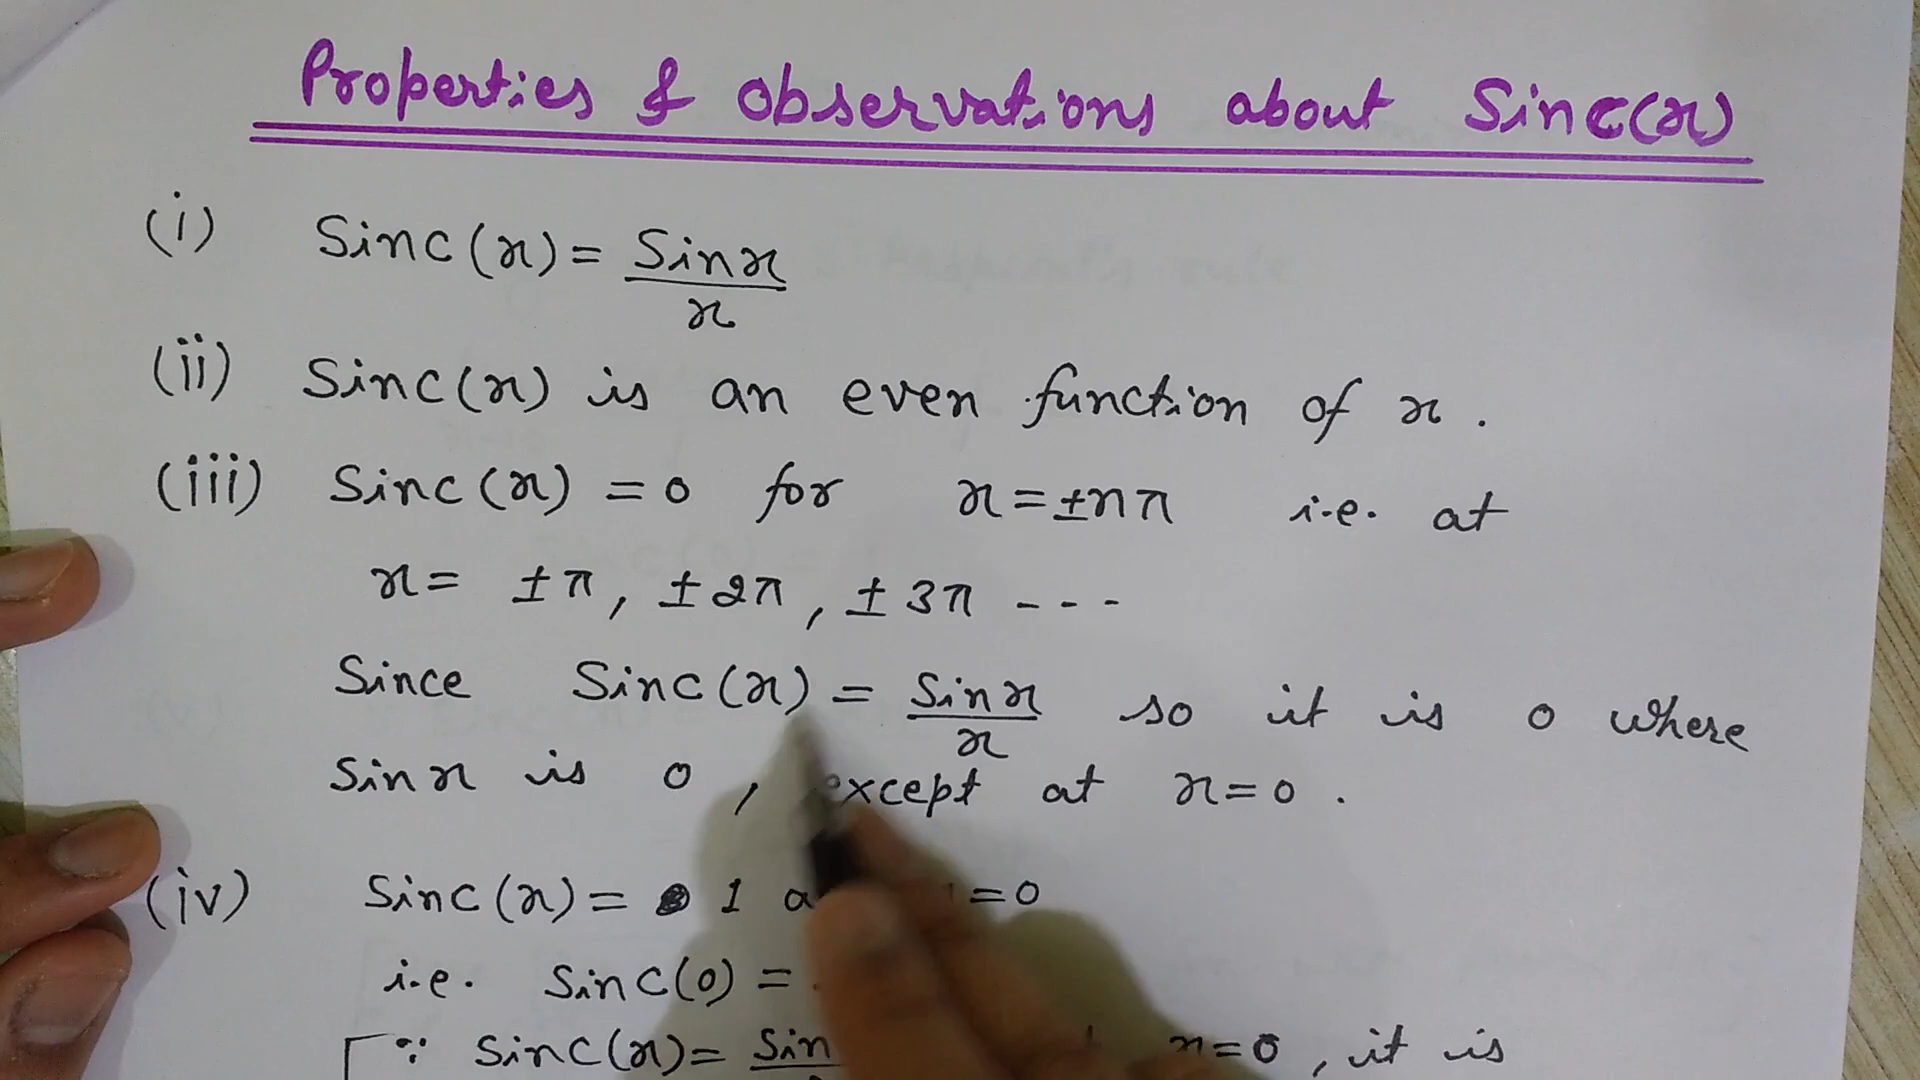 Properties & observations about Sinc(x)
(i) Sinc(x) = Sinx/x
(ii) Sinc(x) is an even function of x.
(iii) Sinc(x) = 0 for x = ±nπ i.e. at
x = ±π, ±2π, ±3π ---
Since Sinc(x) = Sinx/x so it is 0 where
Sinx is 0, except at x=0.
(iv) Sinc(x) = 1 =0
i.e. Sinc(0) =
[∵ Sinc(x) = Sin x=0, it is